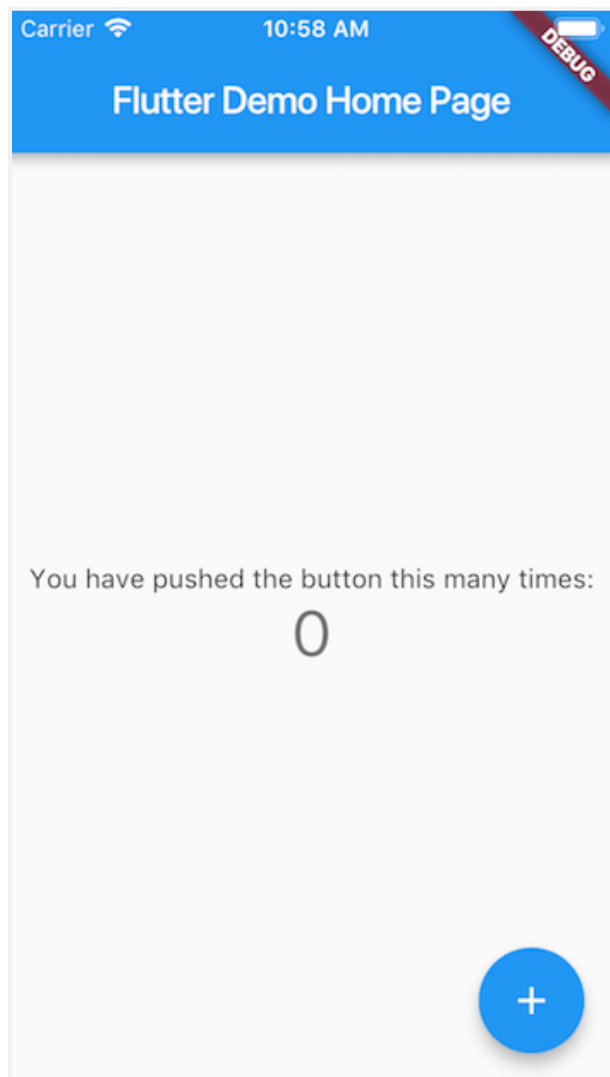 Carrier 10:58 AM
DEBUG
Flutter Demo Home Page
You have pushed the button this many times:
0
+